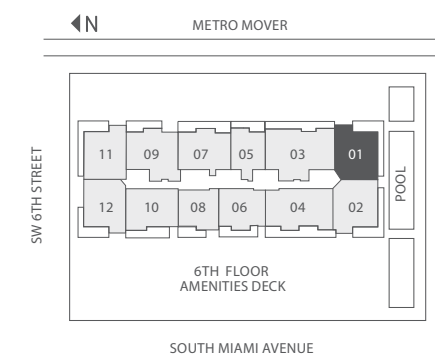 N
METRO MOVER
SW 6TH STREET
11 09 07 05 03 01
12 10 08 06 04 02
POOL
6TH FLOOR
AMENITIES DECK
SOUTH MIAMI AVENUE